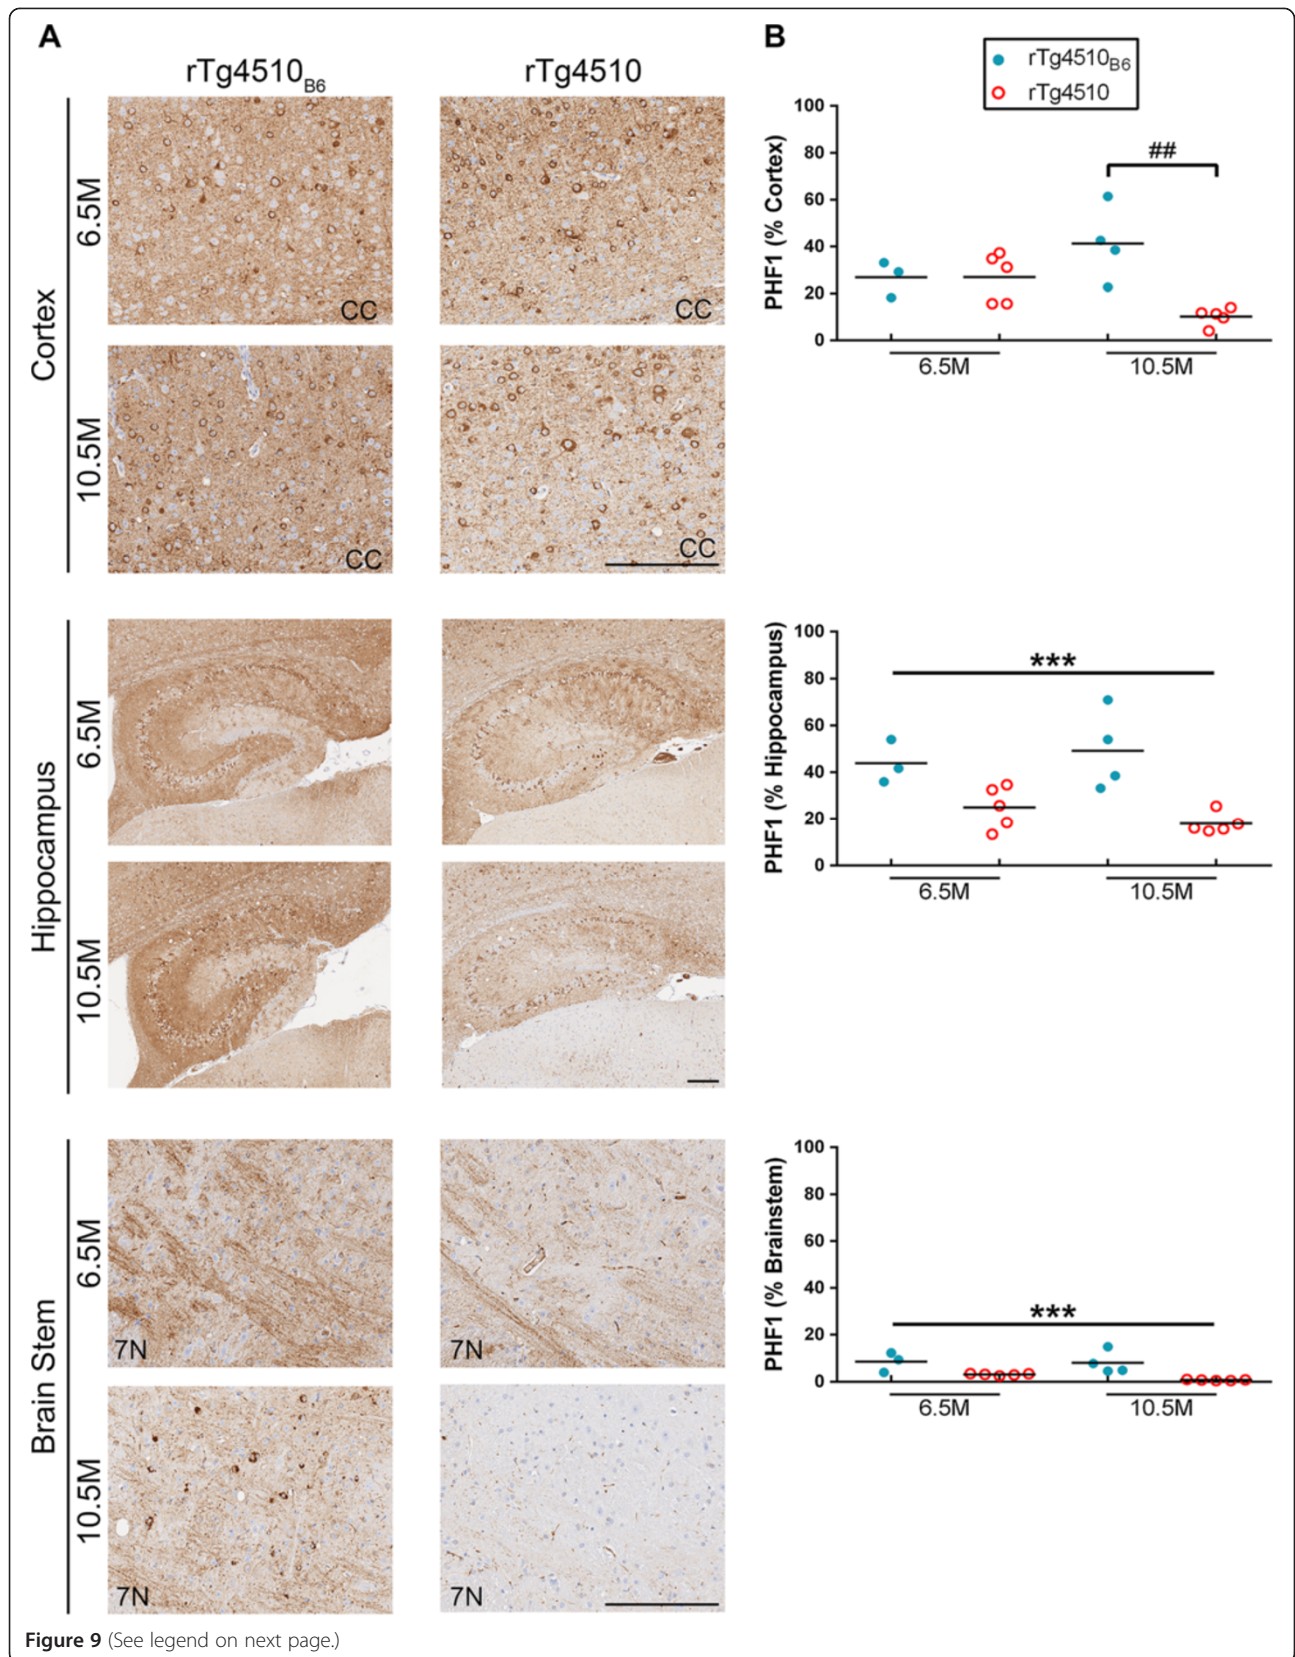 A
rTg4510B6
rTg4510
Cortex
6.5M
CC
CC
10.5M
CC
CC
Hippocampus
6.5M
10.5M
Brain Stem
6.5M
7N
7N
10.5M
7N
7N
B
rTg4510B6
rTg4510
PHF1 (% Cortex)
100
80
60
40
20
0
##
6.5M
10.5M
PHF1 (% Hippocampus)
100
80
60
40
20
0
***
6.5M
10.5M
PHF1 (% Brainstem)
100
80
60
40
20
0
***
6.5M
10.5M
Figure 9 (See legend on next page.)